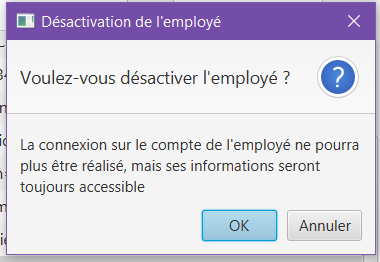 Désactivation de l'employé
Voulez-vous désactiver l'employé ?
La connexion sur le compte de l'employé ne pourra
plus être réalisé, mais ses informations seront
toujours accessible
OK
Annuler